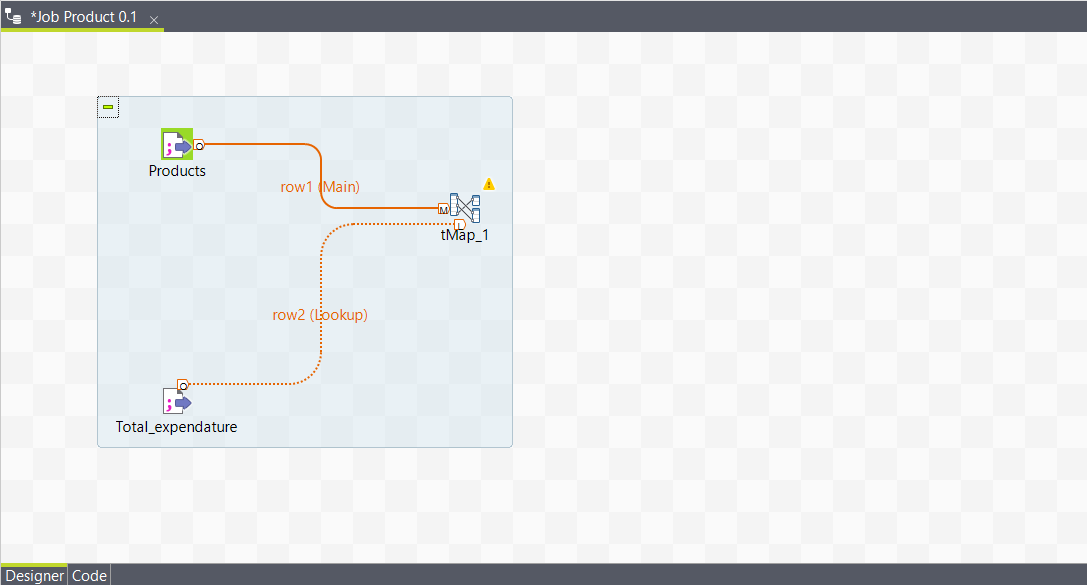 *Job Product 0.1
Products
row1 (Main)
M
tMap_1
row2 (Lookup)
Total_expendature
Designer
Code